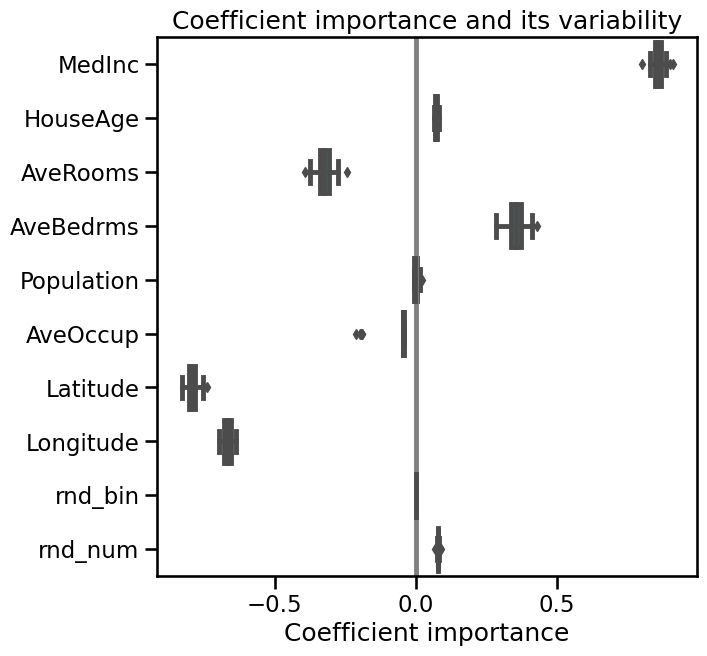 Coefficient importance and its variability
MedInc
HouseAge
AveRooms
AveBedrms
Population
AveOccup
Latitude
Longitude
rnd_bin
rnd_num
−0.5 0.0 0.5
Coefficient importance